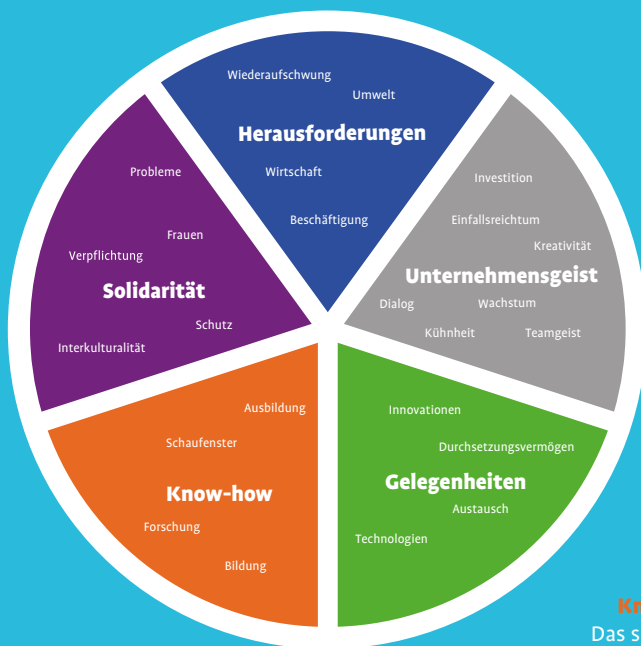 Wiederaufschwung
Umwelt
Herausforderungen
Wirtschaft
Beschäftigung
Investition
Einfallsreichtum
Kreativität
Unternehmensgeist
Dialog
Wachstum
Kühnheit
Teamgeist
Innovationen
Durchsetzungsvermögen
Gelegenheiten
Austausch
Technologien
Ausbildung
Schaufenster
Know-how
Forschung
Bildung
Probleme
Frauen
Verpflichtung
Solidarität
Schutz
Interkulturalität
Das s